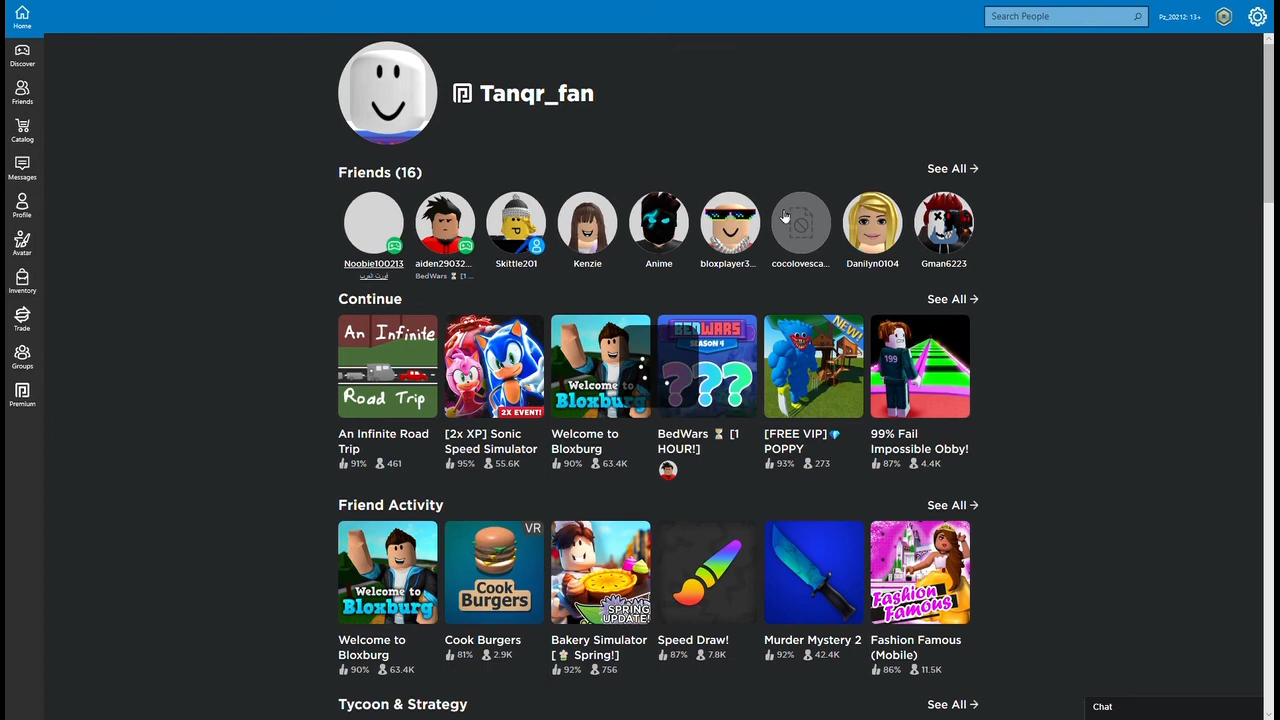 Home
Search People
Pz_20212: 13+
Discover
Friends
Catalog
Messages
Profile
Avatar
Inventory
Trade
Groups
Premium
Tanqr_fan
Friends (16)
See All →
Noobie100213
aiden29032...
BedWars ⌛ [1 ...
Skittle201
Kenzie
Anime
bloxplayer3...
cocolovesca...
Danilyn0104
Gman6223
Continue
See All →
An Infinite
Road Trip
2X EVENT!
Welcome to
Bloxburg
BEDWARS
SEASON 4
???
NEW!
199
An Infinite Road
Trip
91% 461
[2x XP] Sonic
Speed Simulator
95% 55.6K
Welcome to
Bloxburg
90% 63.4K
BedWars ⌛ [1
HOUR!]
[FREE VIP]💎
POPPY
93% 273
99% Fail
Impossible Obby!
87% 4.4K
Friend Activity
See All →
Welcome to
Bloxburg
VR
Cook
Burgers
SPRING
UPDATE!
Fashion
Famous
Welcome to
Bloxburg
90% 63.4K
Cook Burgers
81% 2.9K
Bakery Simulator
[🌸 Spring!]
92% 756
Speed Draw!
87% 7.8K
Murder Mystery 2
92% 42.4K
Fashion Famous
(Mobile)
86% 11.5K
Tycoon & Strategy
See All →
Chat